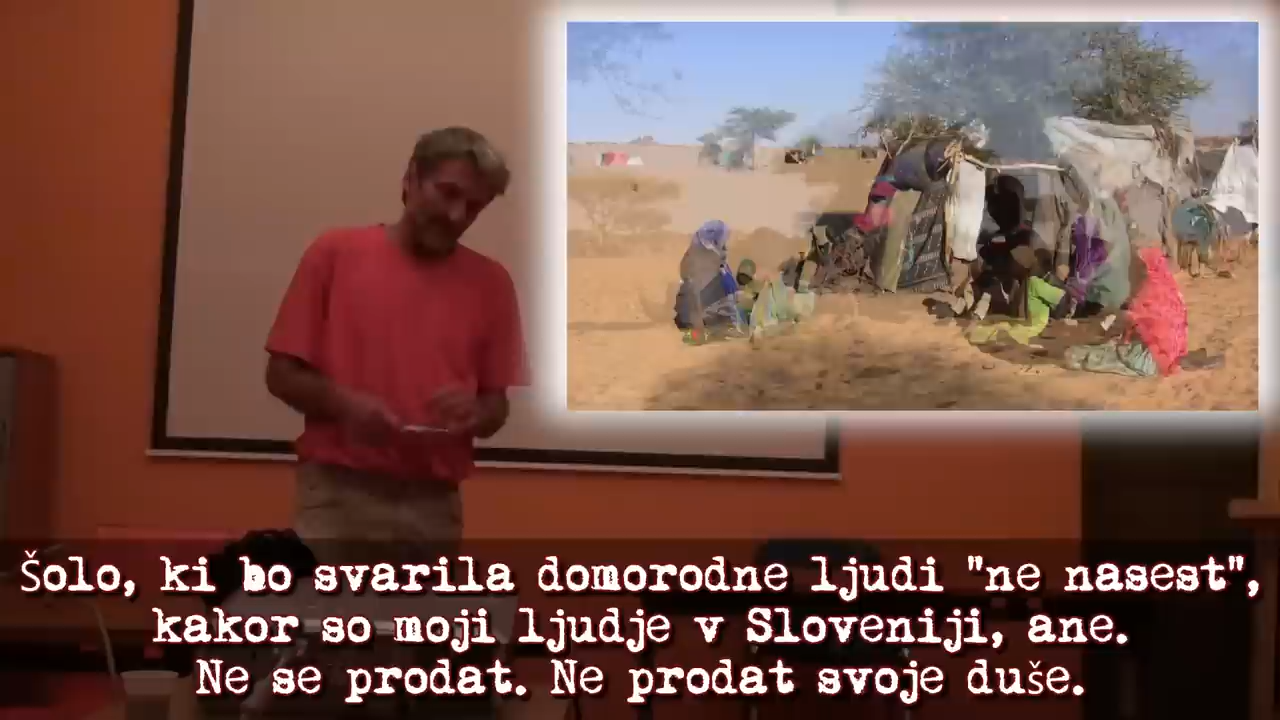 Šolo, ki bo svarila domorodne ljudi "ne nasest",
kakor so moji ljudje v Sloveniji, ane.
Ne se prodat. Ne prodat svoje duše.